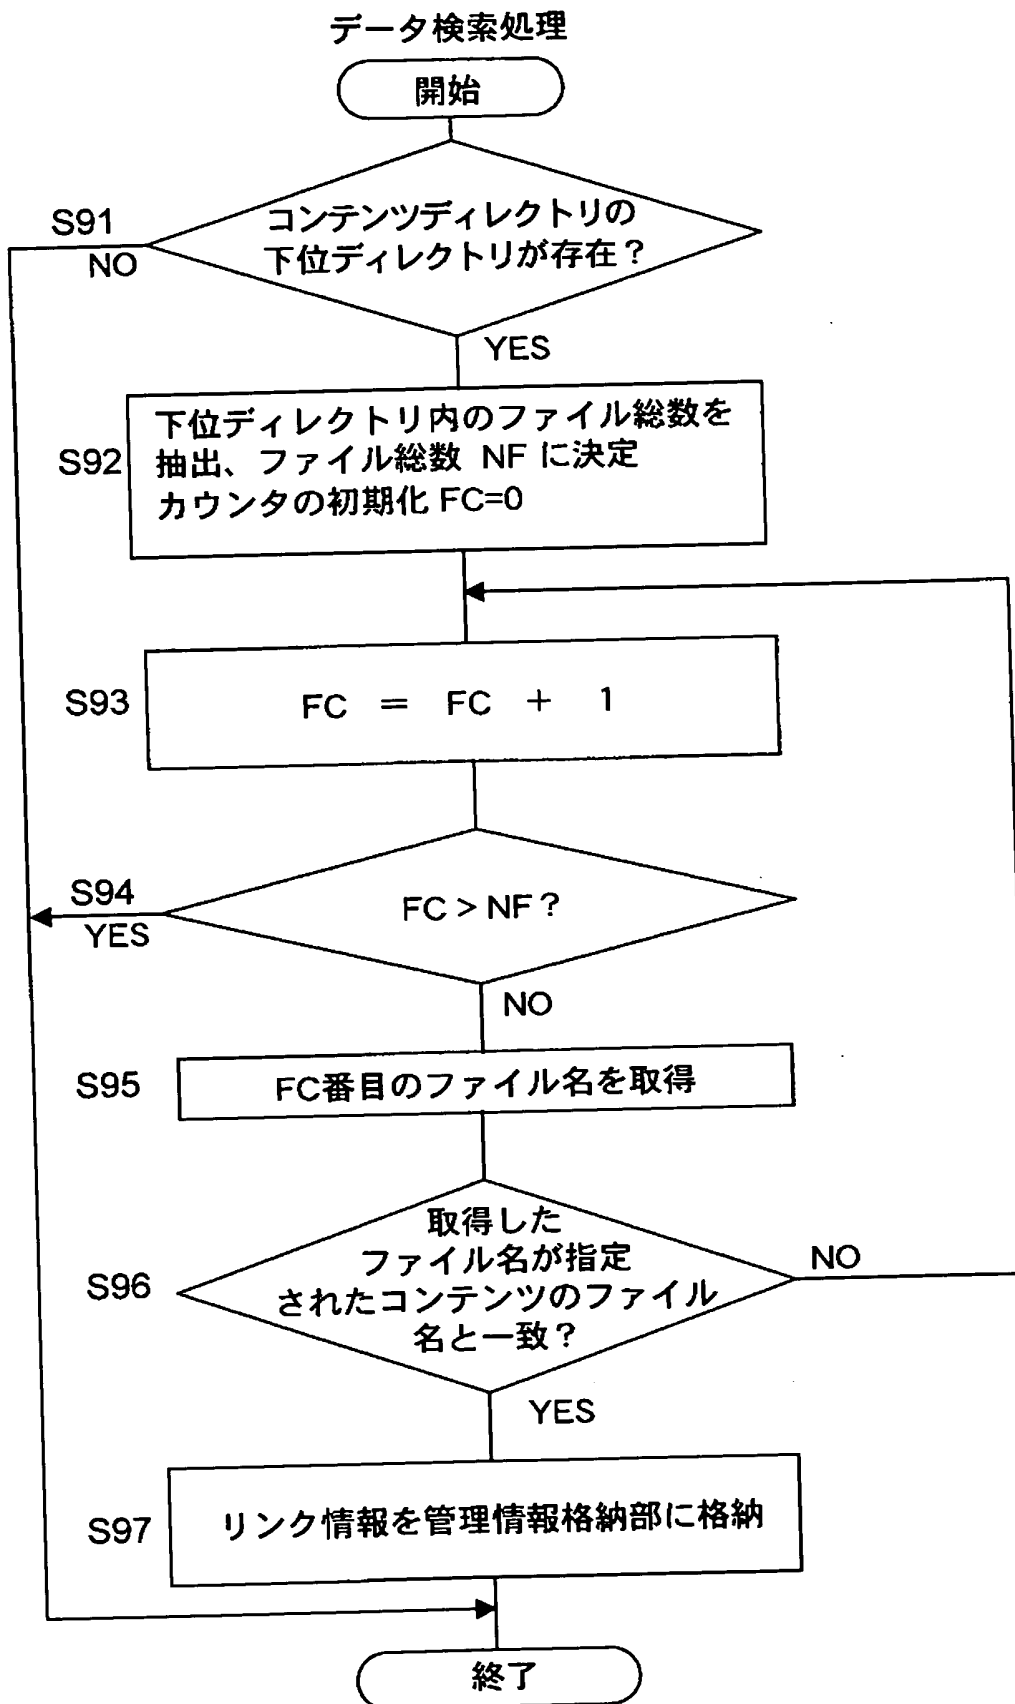 データ検索処理
開始
S91
NO
コンテンツディレクトリの
下位ディレクトリが存在？
YES
S92
下位ディレクトリ内のファイル総数を
抽出、ファイル総数 NF に決定
カウンタの初期化 FC=0
S93
FC = FC + 1
S94
YES
FC > NF ?
NO
S95
FC番目のファイル名を取得
S96
取得した
ファイル名が指定
されたコンテンツのファイル
名と一致？
NO
YES
S97
リンク情報を管理情報格納部に格納
終了